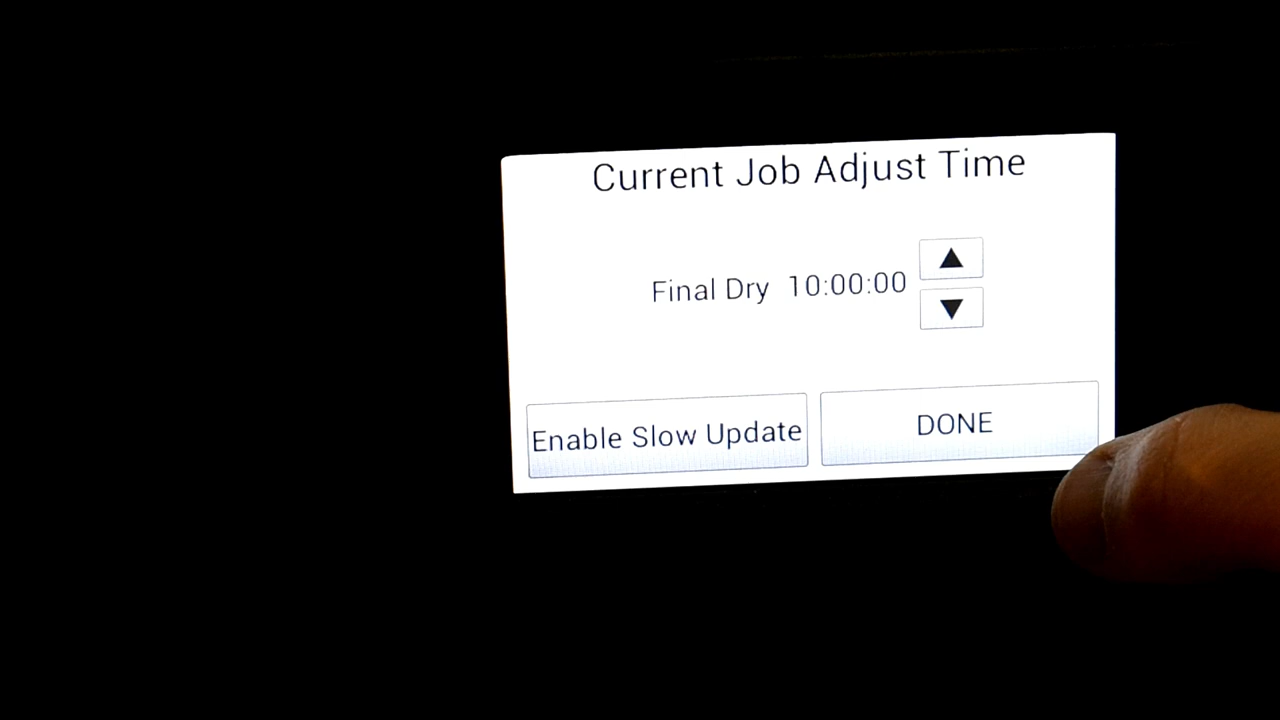 Current Job Adjust Time
Final Dry 10:00:00
Enable Slow Update
DONE